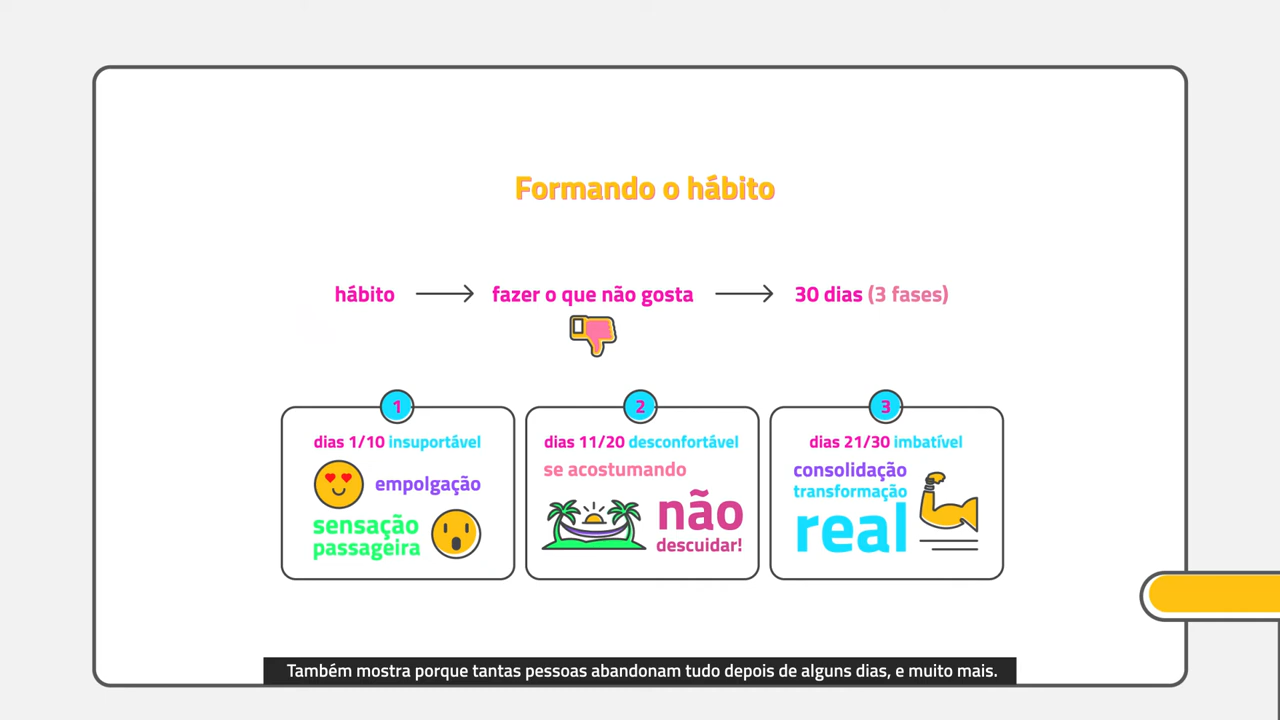 Formando o hábito
hábito
fazer o que não gosta
30 dias (3 fases)
1
dias 1/10 insuportável
empolgação
sensação
passageira
2
dias 11/20 desconfortável
se acostumando
não
descuidar!
3
dias 21/30 imbatível
consolidação
transformação
real
Também mostra porque tantas pessoas abandonam tudo depois de alguns dias, e muito mais.